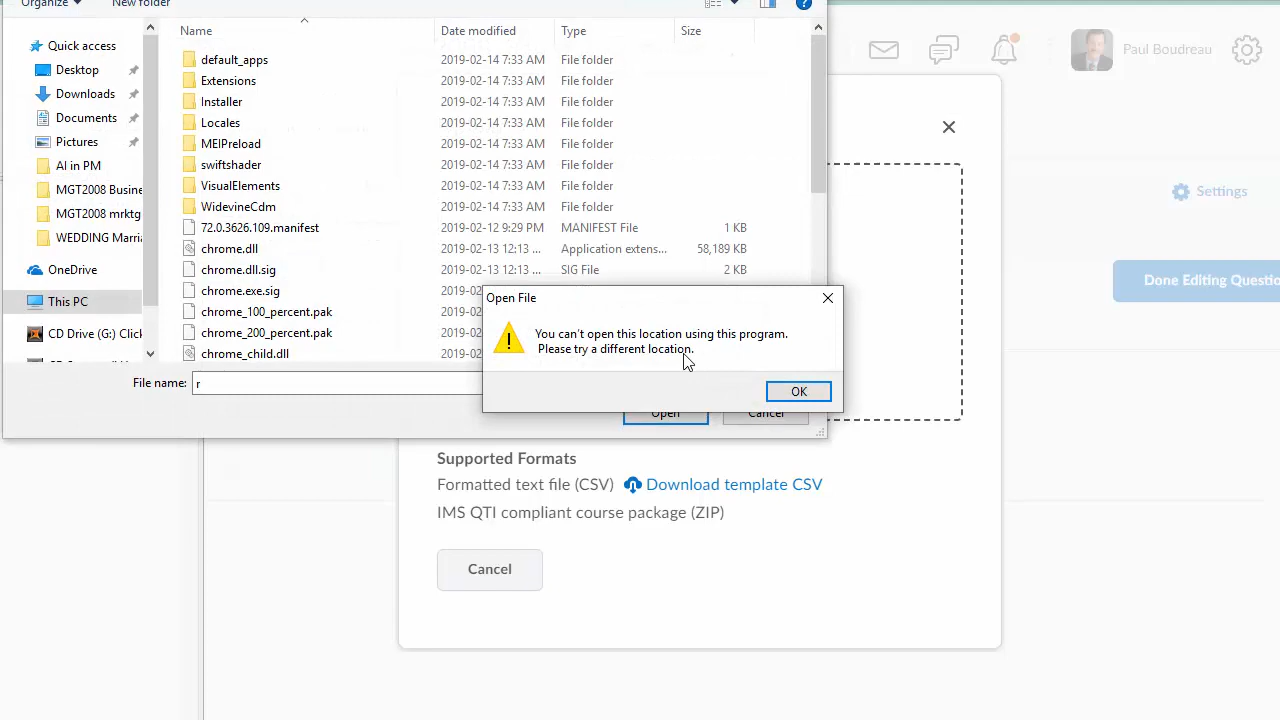 Organize
New folder
Name Date modified Type Size
Quick access
Desktop
Downloads
Documents
Pictures
AI in PM
MGT2008 Busine
MGT2008 mrktg
WEDDING Marri
OneDrive
This PC
CD Drive (G:) Click
default_apps 2019-02-14 7:33 AM File folder
Extensions 2019-02-14 7:33 AM File folder
Installer 2019-02-14 7:33 AM File folder
Locales 2019-02-14 7:33 AM File folder
MEIPreload 2019-02-14 7:33 AM File folder
swiftshader 2019-02-14 7:33 AM File folder
VisualElements 2019-02-14 7:33 AM File folder
WidevineCdm 2019-02-14 7:33 AM File folder
72.0.3626.109.manifest 2019-02-12 9:29 PM MANIFEST File 1 KB
chrome.dll 2019-02-13 12:13 ... Application extens... 58,189 KB
chrome.dll.sig 2019-02-13 12:13 ... SIG File 2 KB
chrome.exe.sig
chrome_100_percent.pak
chrome_200_percent.pak
chrome_child.dll
File name: r
Open Cancel
Open File
You can't open this location using this program.
Please try a different location.
OK
Paul Boudreau
Settings
Done Editing Questio
Supported Formats
Formatted text file (CSV) Download template CSV
IMS QTI compliant course package (ZIP)
Cancel